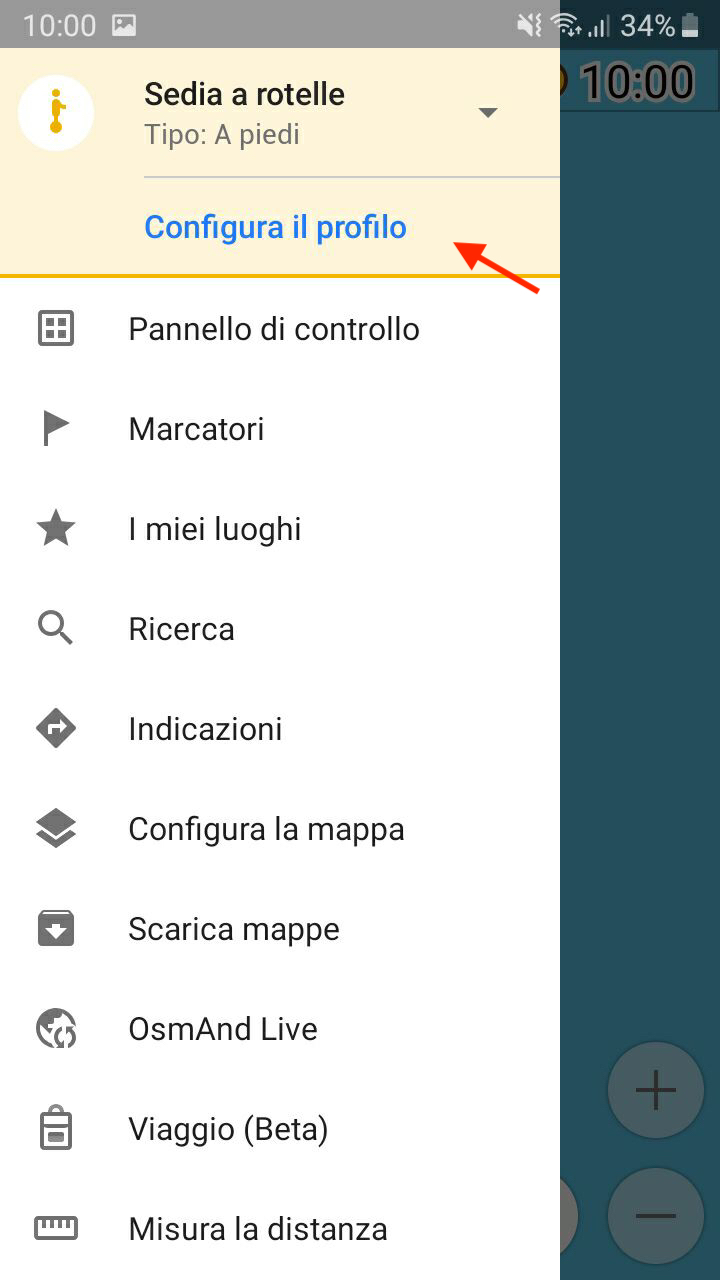 10:00
34%
10:00
Sedia a rotelle
Tipo: A piedi
Configura il profilo
Pannello di controllo
Marcatori
I miei luoghi
Ricerca
Indicazioni
Configura la mappa
Scarica mappe
OsmAnd Live
Viaggio (Beta)
Misura la distanza